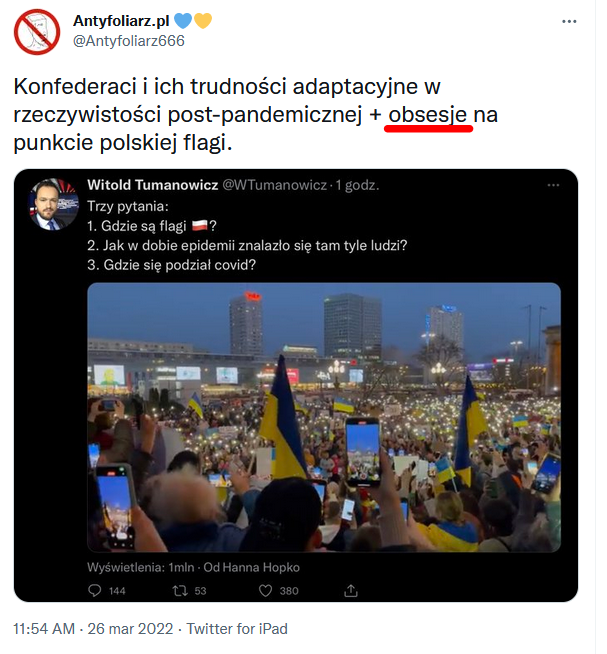 Antyfoliarz.pl 💙💛
@Antyfoliarz666
Konfederaci i ich trudności adaptacyjne w
rzeczywistości post-pandemicznej + obsesje na
punkcie polskiej flagi.
Witold Tumanowicz @WTumanowicz · 1 godz.
Trzy pytania:
1. Gdzie są flagi 🇵🇱?
2. Jak w dobie epidemii znalazło się tam tyle ludzi?
3. Gdzie się podział covid?
Wyświetlenia: 1mln · Od Hanna Hopko
144 53 380
11:54 AM · 26 mar 2022 · Twitter for iPad